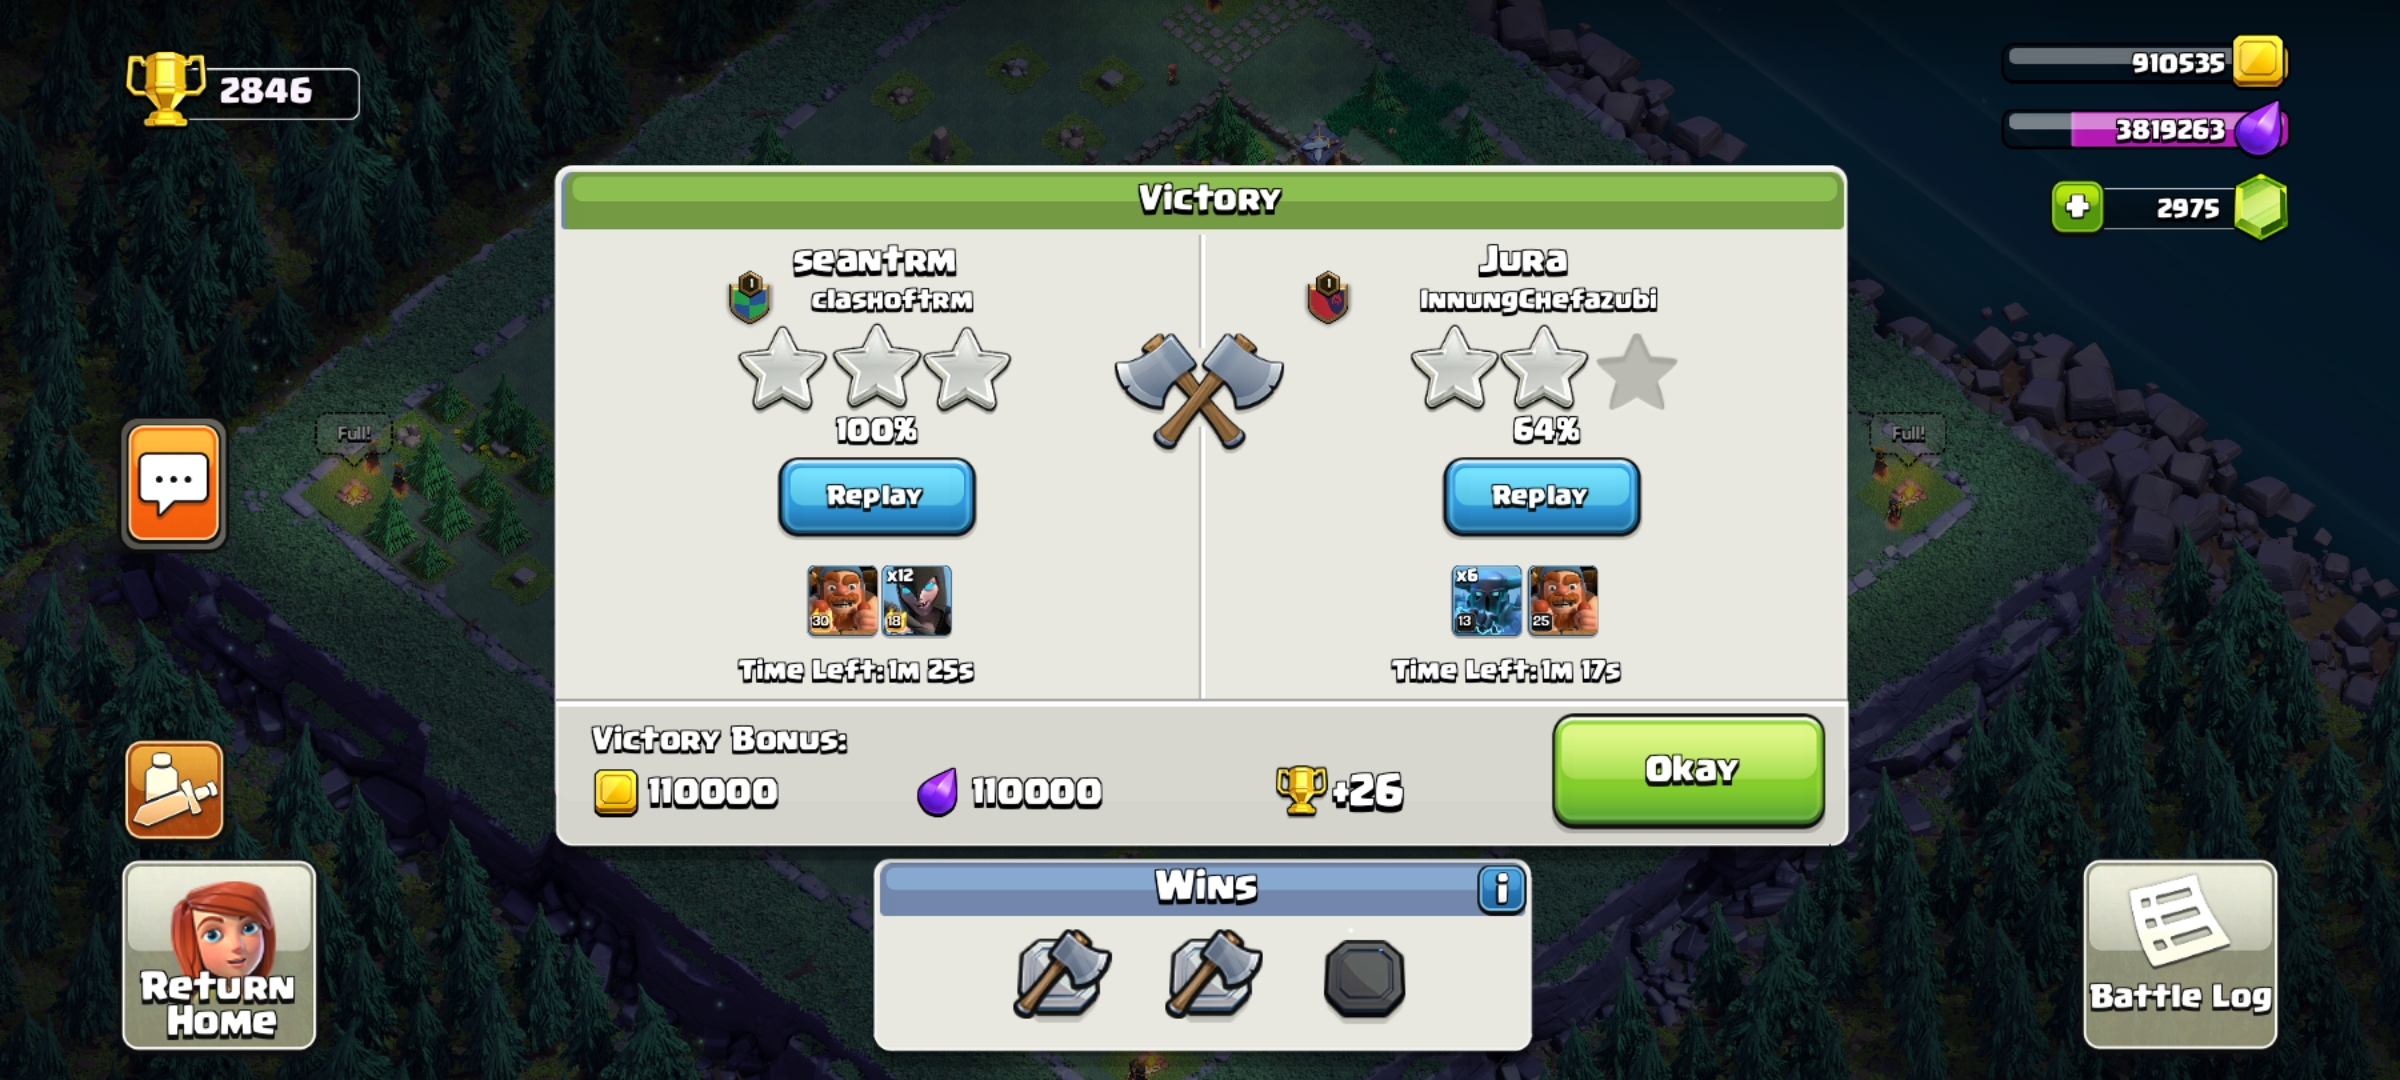 2846
910535
3819263
2975
Victory
seantrm
clashoftrm
1
100%
Replay
30
x12
18
Time Left: 1m 25s
Jura
InnungChefazubi
1
64%
Replay
x6
13
25
Time Left: 1m 17s
Full!
Full!
Victory Bonus:
110000
110000
+26
Okay
Wins
i
Return
Home
Battle Log